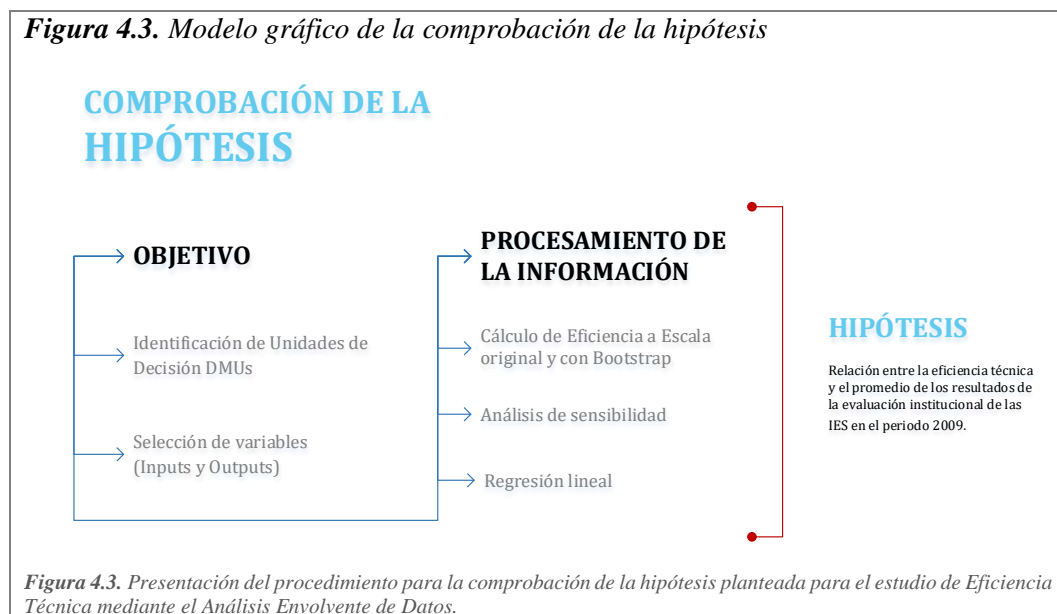 Figura 4.3. Modelo gráfico de la comprobación de la hipótesis
COMPROBACIÓN DE LA
HIPÓTESIS
OBJETIVO
Identificación de Unidades de
Decisión DMUs
Selección de variables
(Inputs y Outputs)
PROCESAMIENTO DE
LA INFORMACIÓN
Cálculo de Eficiencia a Escala
original y con Bootstrap
Análisis de sensibilidad
Regresión lineal
HIPÓTESIS
Relación entre la eficiencia técnica
y el promedio de los resultados de
la evaluación institucional de las
IES en el periodo 2009.
Figura 4.3. Presentación del procedimiento para la comprobación de la hipótesis planteada para el estudio de Eficiencia
Técnica mediante el Análisis Envolvente de Datos.